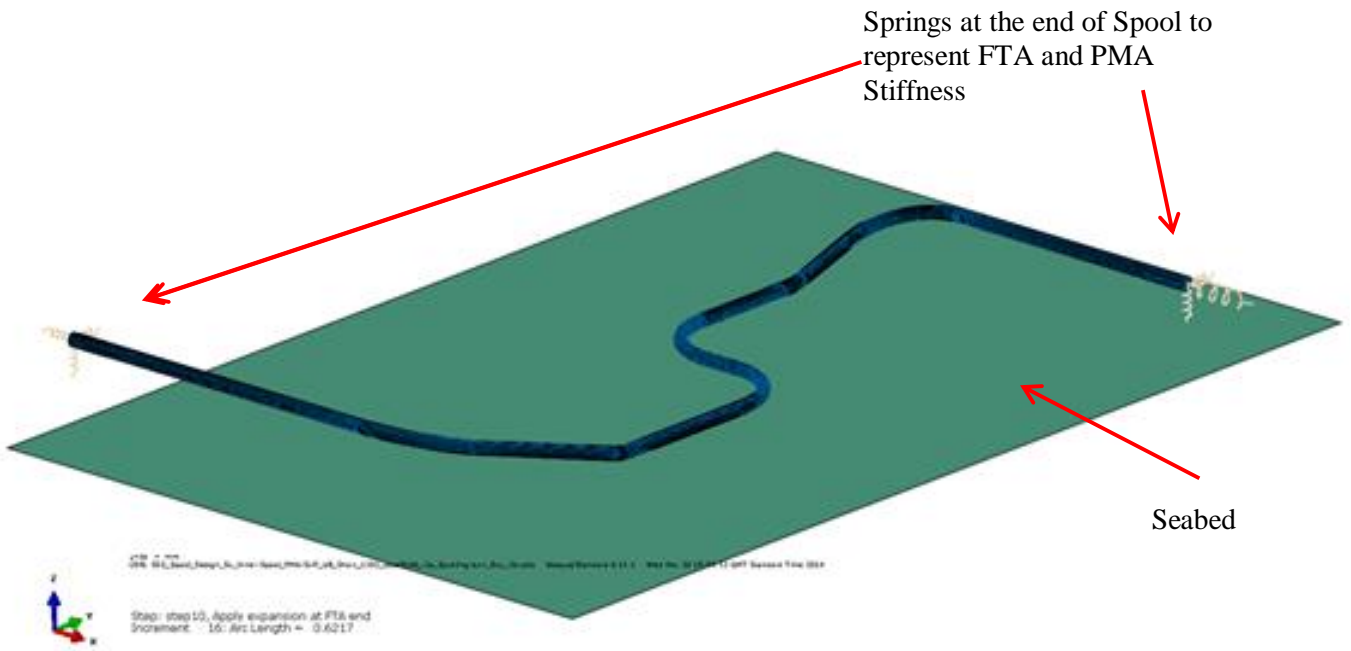 Springs at the end of Spool to
represent FTA and PMA
Stiffness
Seabed
Z
Y
X
Step: step10, Apply expansion at FTA end
Increment 16: Arc Length = 0.6217